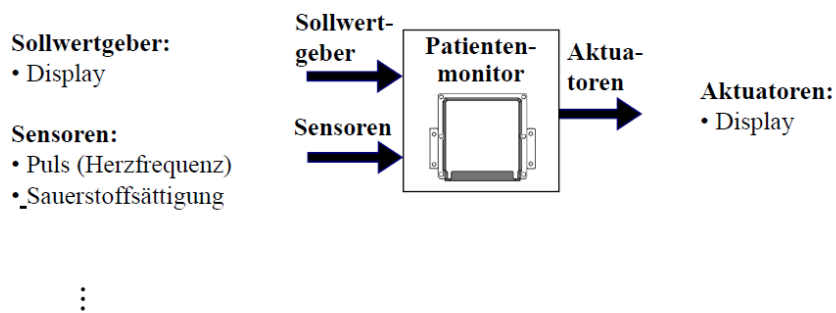 Sollwertgeber:
• Display
Sensoren:
• Puls (Herzfrequenz)
• Sauerstoffsättigung
⋮
Sollwert-
geber
Sensoren
Patienten-
monitor
Aktua-
toren
Aktuatoren:
• Display